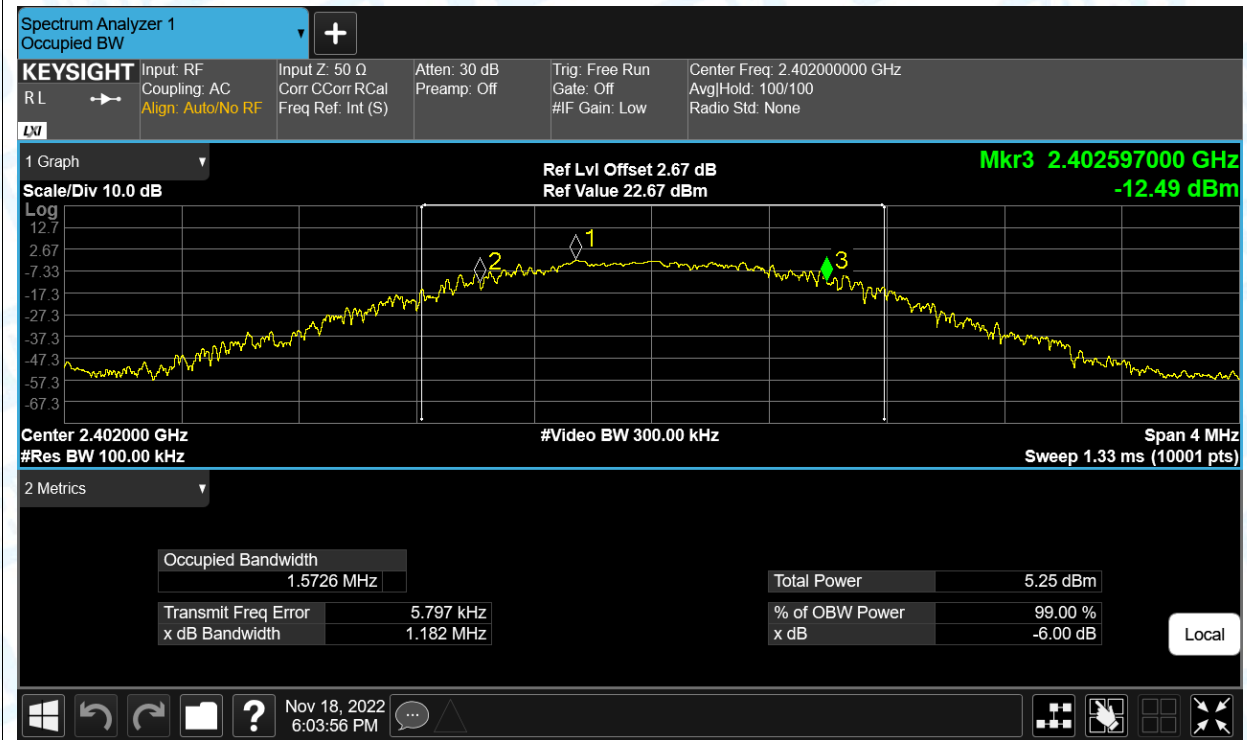 Spectrum Analyzer 1
Occupied BW
KEYSIGHT
R L
LXI
Input: RF
Coupling: AC
Align: Auto/No RF
Input Z: 50 Ω
Corr CCorr RCal
Freq Ref: Int (S)
Atten: 30 dB
Preamp: Off
Trig: Free Run
Gate: Off
#IF Gain: Low
Center Freq: 2.402000000 GHz
Avg|Hold: 100/100
Radio Std: None
1 Graph
Scale/Div 10.0 dB
Ref Lvl Offset 2.67 dB
Ref Value 22.67 dBm
Mkr3 2.402597000 GHz
-12.49 dBm
Log
12.7
2.67
-7.33
-17.3
-27.3
-37.3
-47.3
-57.3
-67.3
1
2
3
Center 2.402000 GHz
#Res BW 100.00 kHz
#Video BW 300.00 kHz
Span 4 MHz
Sweep 1.33 ms (10001 pts)
2 Metrics
Occupied Bandwidth
1.5726 MHz
Transmit Freq Error 5.797 kHz
x dB Bandwidth 1.182 MHz
Total Power 5.25 dBm
% of OBW Power 99.00 %
x dB -6.00 dB
Local
?
Nov 18, 2022
6:03:56 PM